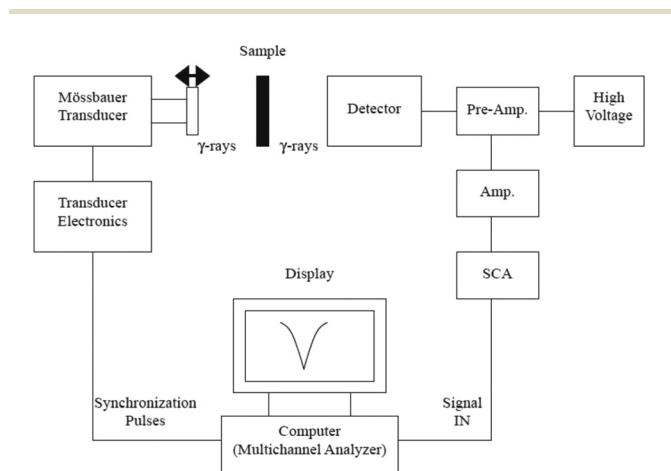 Sample
Mössbauer
Transducer
γ-rays
γ-rays
Detector
Pre-Amp.
High
Voltage
Transducer
Electronics
Amp.
SCA
Display
Synchronization
Pulses
Signal
IN
Computer
(Multichannel Analyzer)